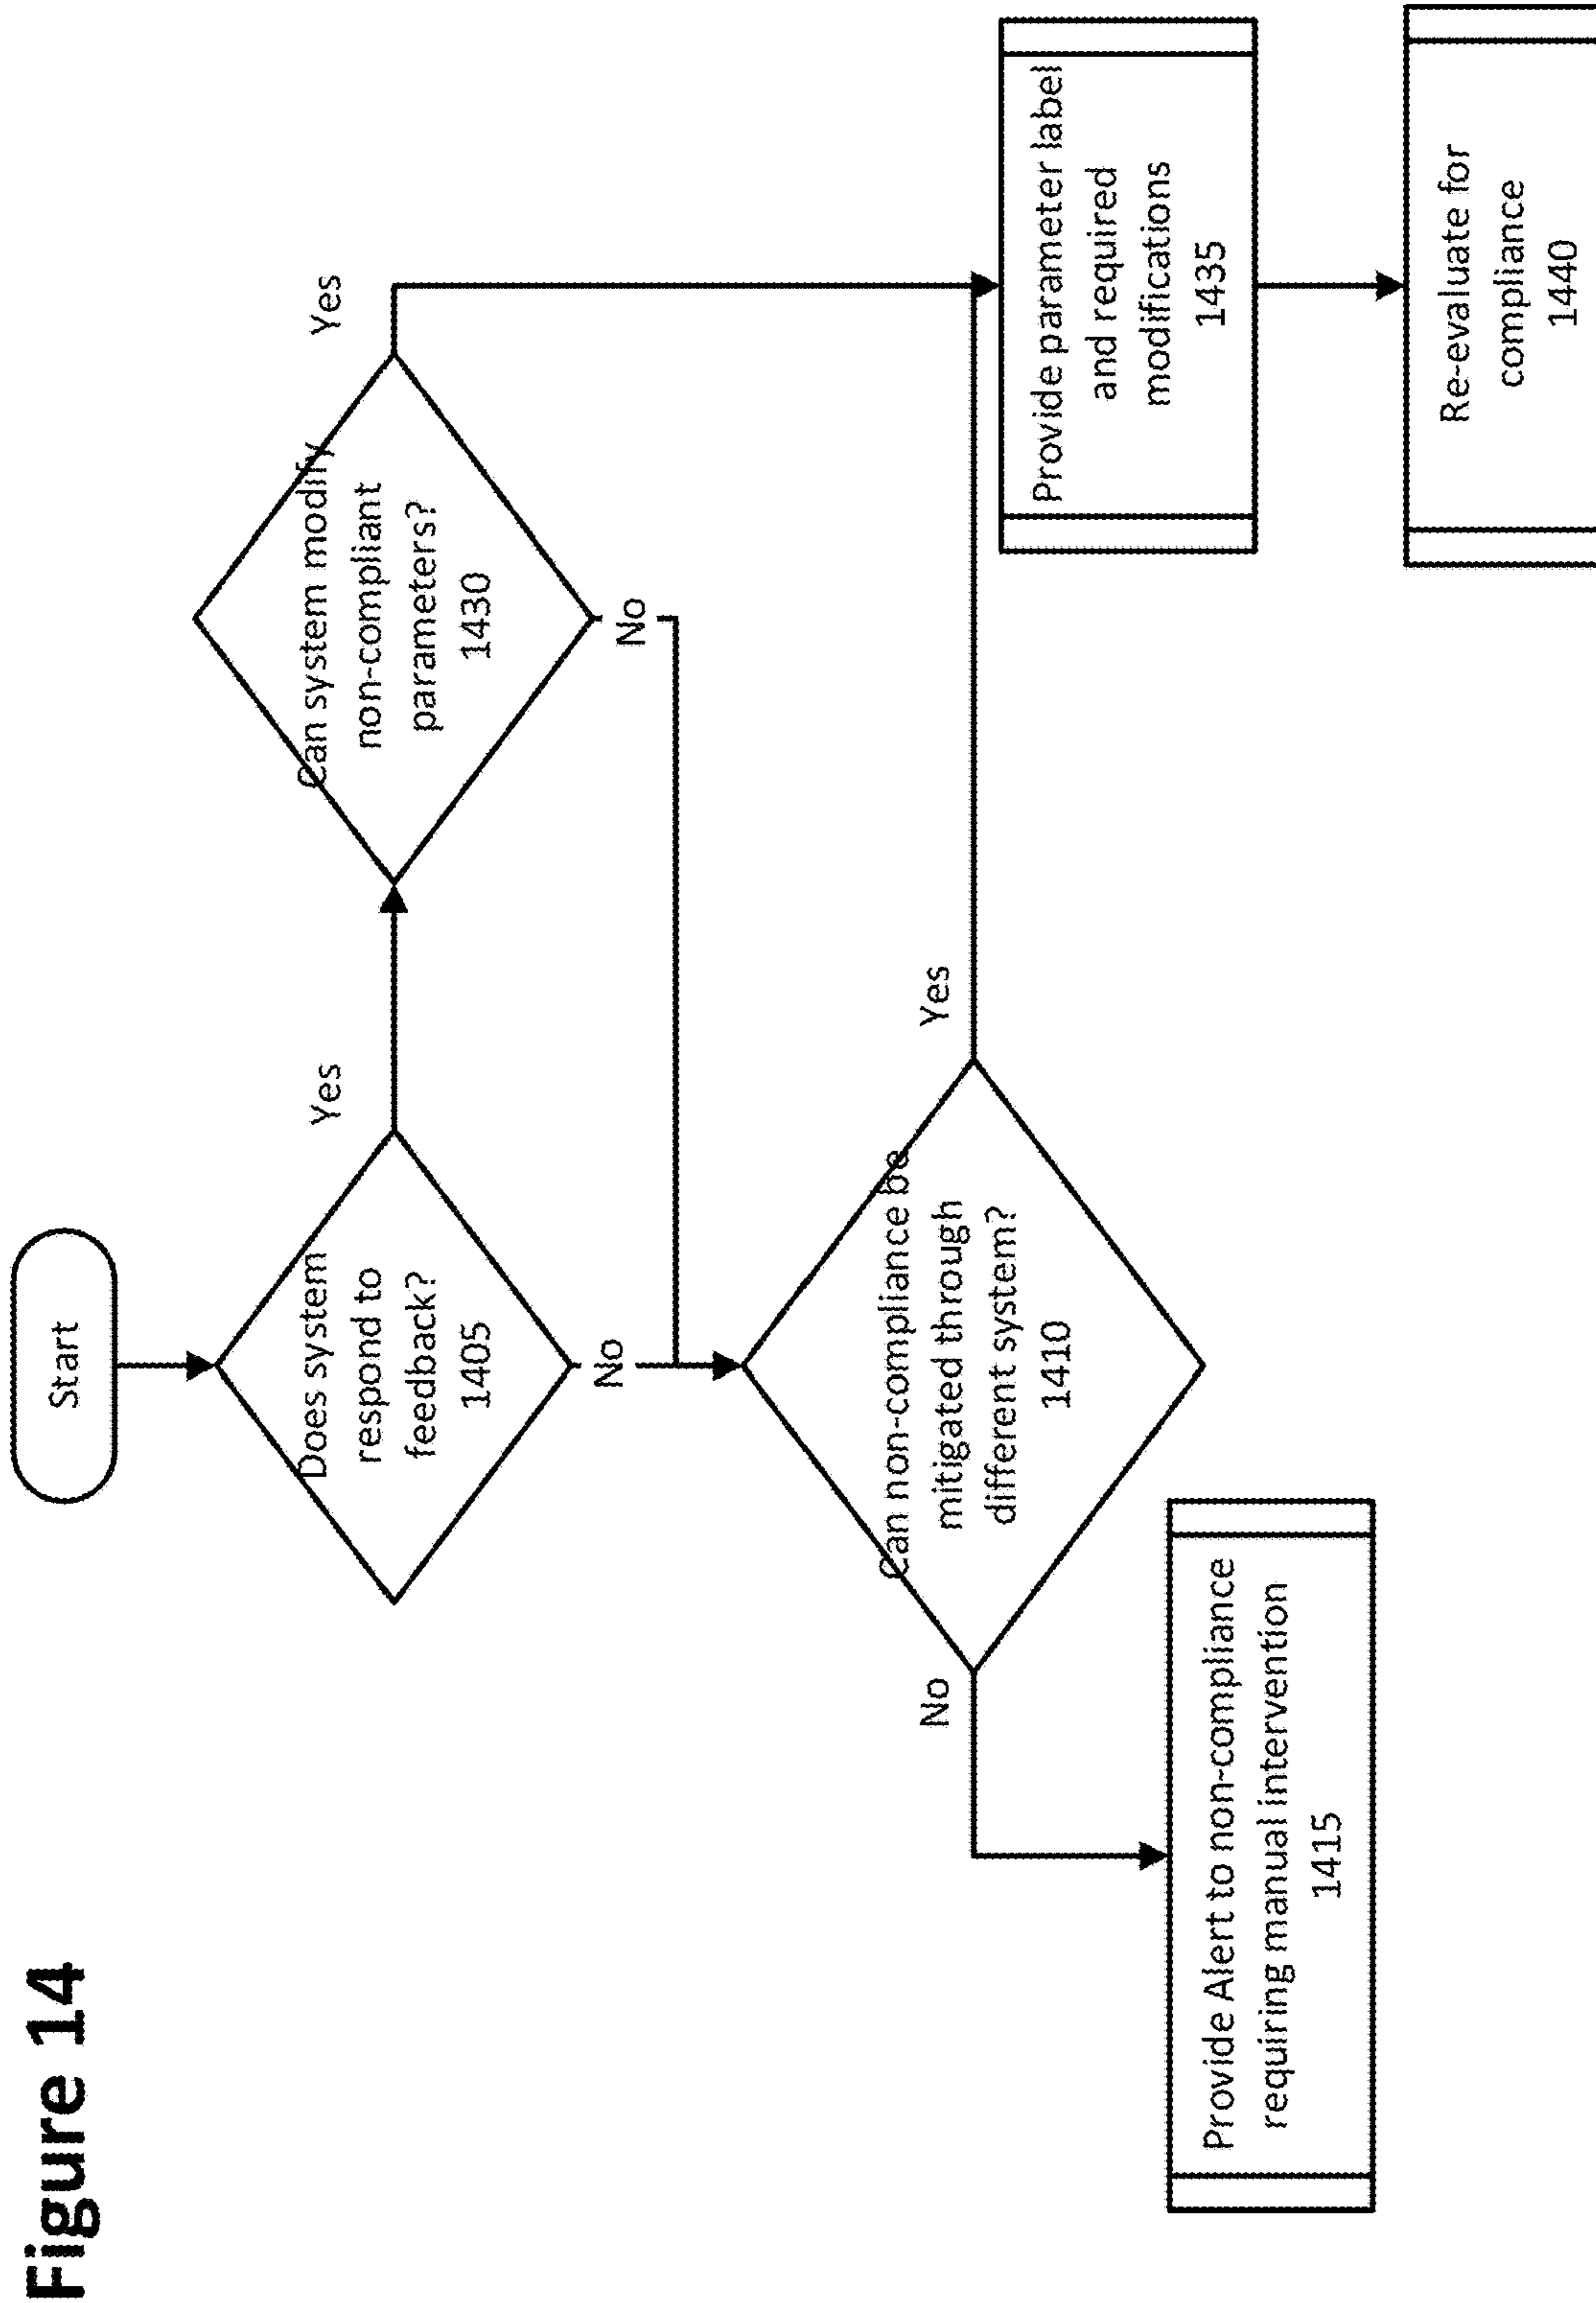 Figure 14
Start
Does system
respond to
feedback?
1405
Yes
No
Can system modify
non-compliant
parameters?
1430
Yes
No
Can non-compliance be
mitigated through
different system?
1410
Yes
No
Provide Alert to non-compliance
requiring manual intervention
1415
Provide parameter label
and required
modifications
1435
Re-evaluate for
compliance
1440